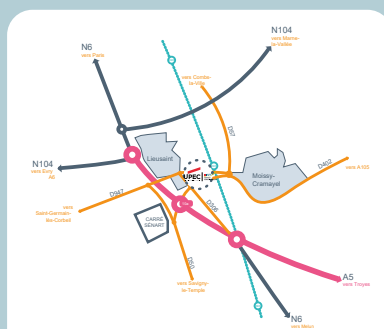 N104
vers Marne-
la-Vallée
N6
vers Paris
vers Combs-
la-Ville
D57
Lieusaint
UPEC
Moissy-
Cramayel
D402
vers A105
N104
vers Evry
A6
D947
D306
vers
Saint-Germain-
lès-Corbeil
CARRÉ
SÉNART
D50
vers Savigny-
le-Temple
A5
vers Troyes
N6
vers Melun